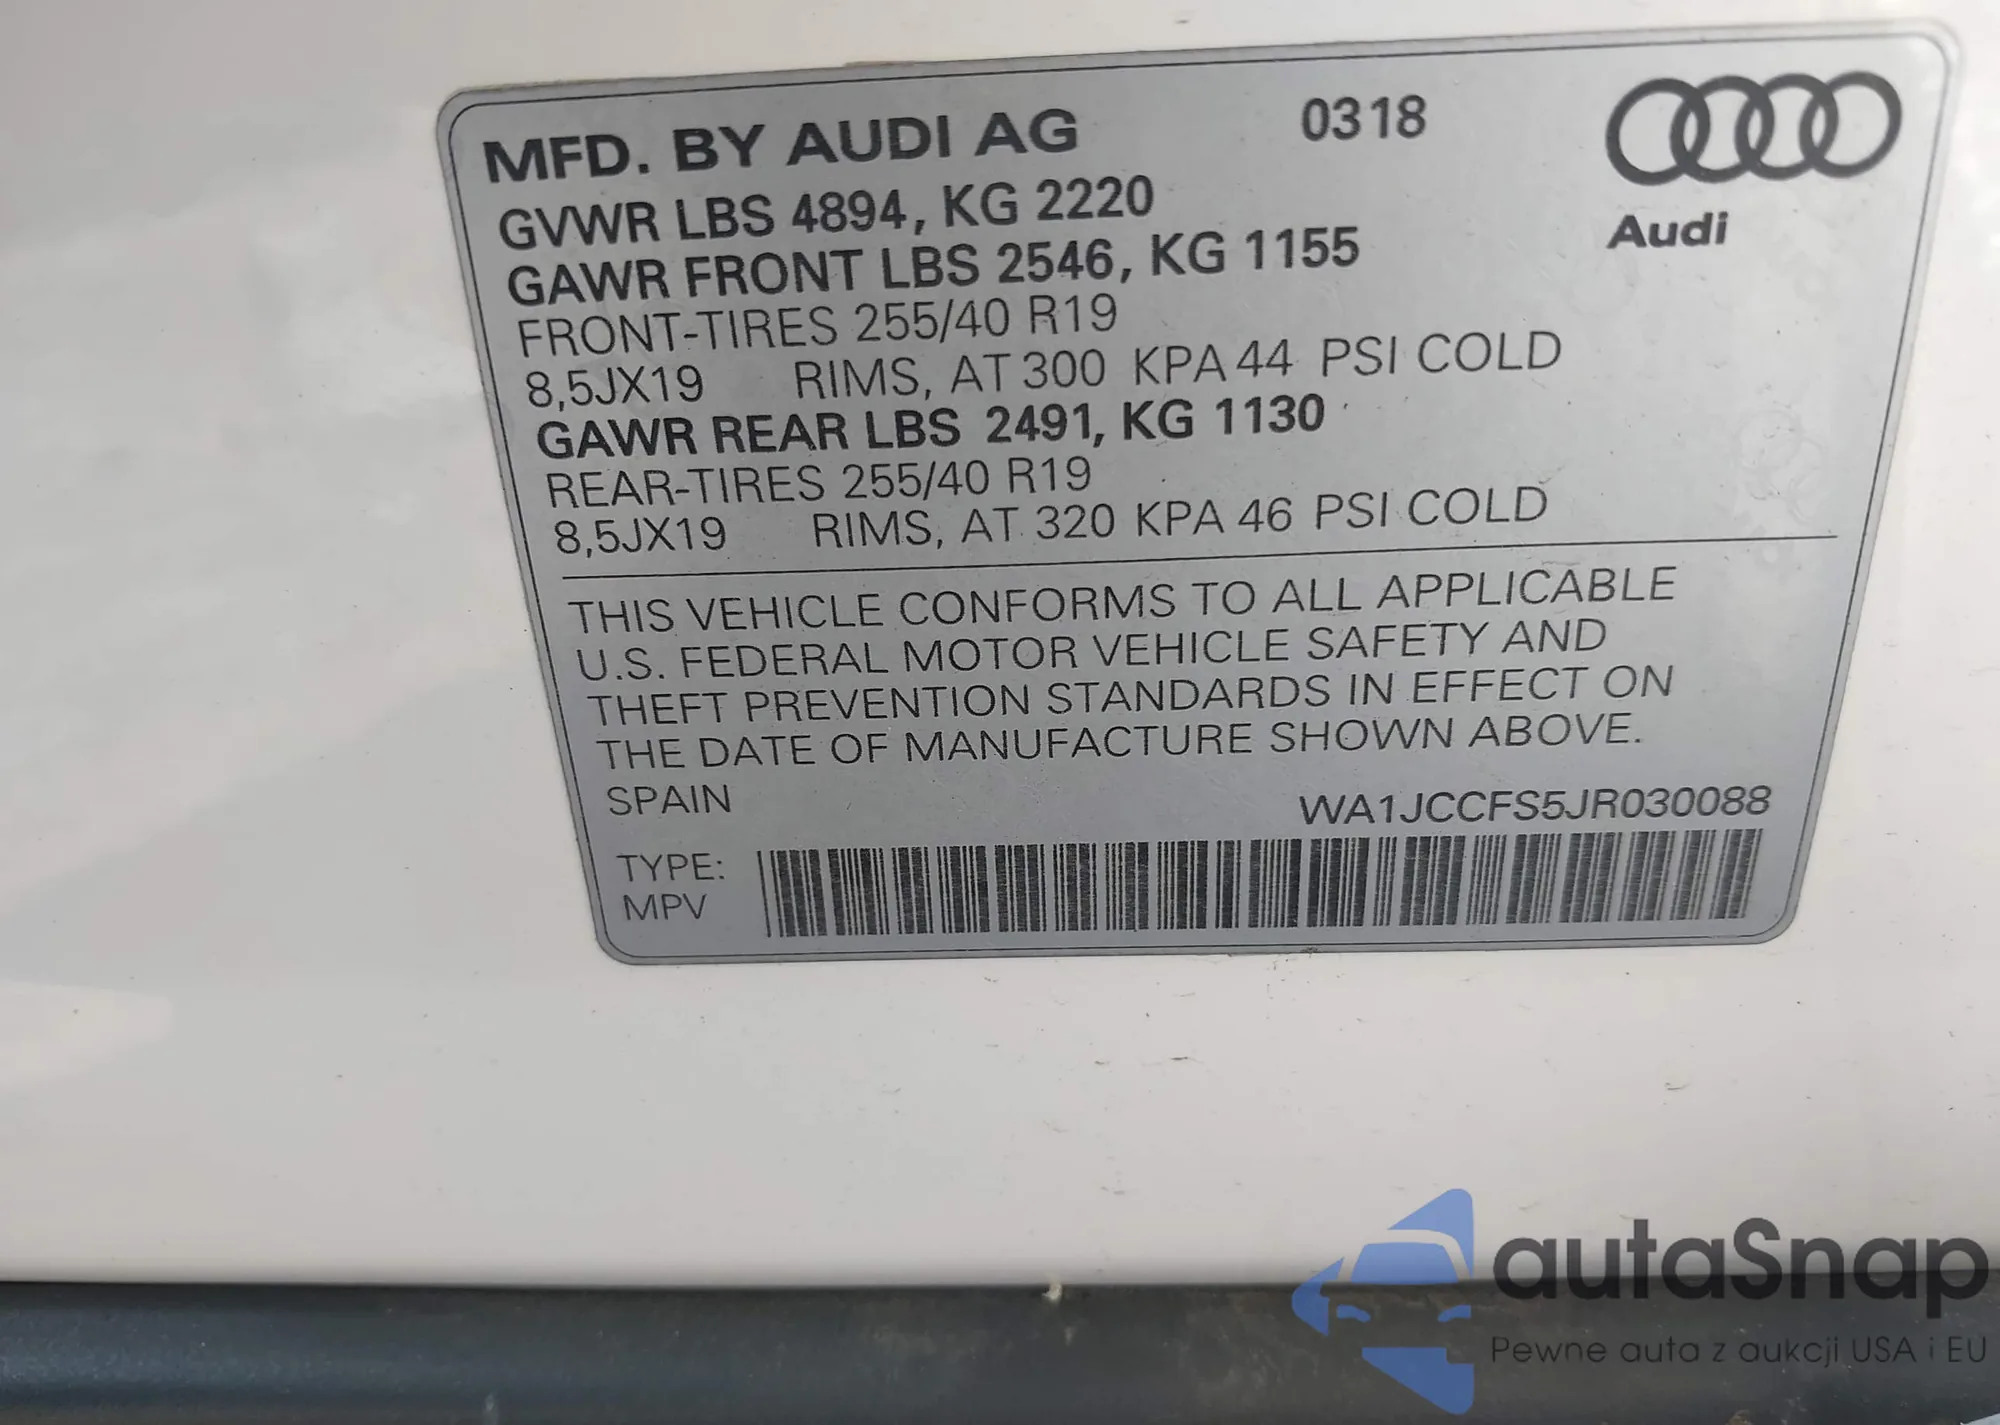 MFD. BY AUDI AG 0318
Audi
GVWR LBS 4894, KG 2220
GAWR FRONT LBS 2546, KG 1155
FRONT-TIRES 255/40 R19
8,5JX19 RIMS, AT 300 KPA 44 PSI COLD
GAWR REAR LBS 2491, KG 1130
REAR-TIRES 255/40 R19
8,5JX19 RIMS, AT 320 KPA 46 PSI COLD
THIS VEHICLE CONFORMS TO ALL APPLICABLE
U.S. FEDERAL MOTOR VEHICLE SAFETY AND
THEFT PREVENTION STANDARDS IN EFFECT ON
THE DATE OF MANUFACTURE SHOWN ABOVE.
SPAIN WA1JCCFS5JR030088
TYPE:
MPV
autaSnap
Pewne auta z aukcji USA i EU